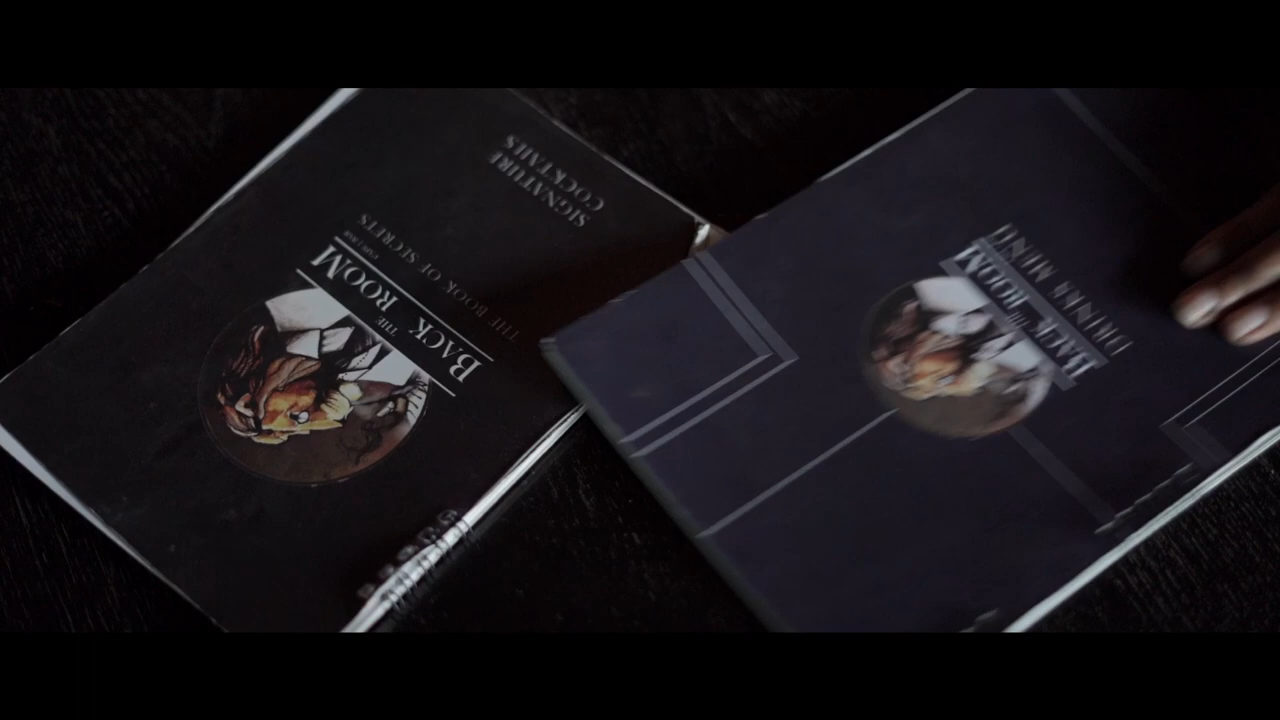 THE
BACK ROOM
THE BOOK OF SECRETS
SIGNATURE
COCKTAILS
THE
BACK ROOM
DRINKS MENU